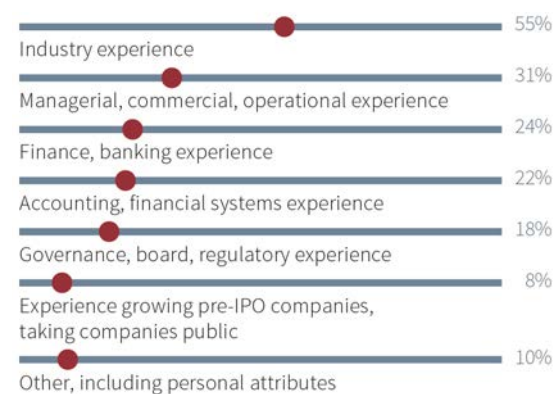 55%
Industry experience
31%
Managerial, commercial, operational experience
24%
Finance, banking experience
22%
Accounting, financial systems experience
18%
Governance, board, regulatory experience
8%
Experience growing pre-IPO companies,
taking companies public
10%
Other, including personal attributes